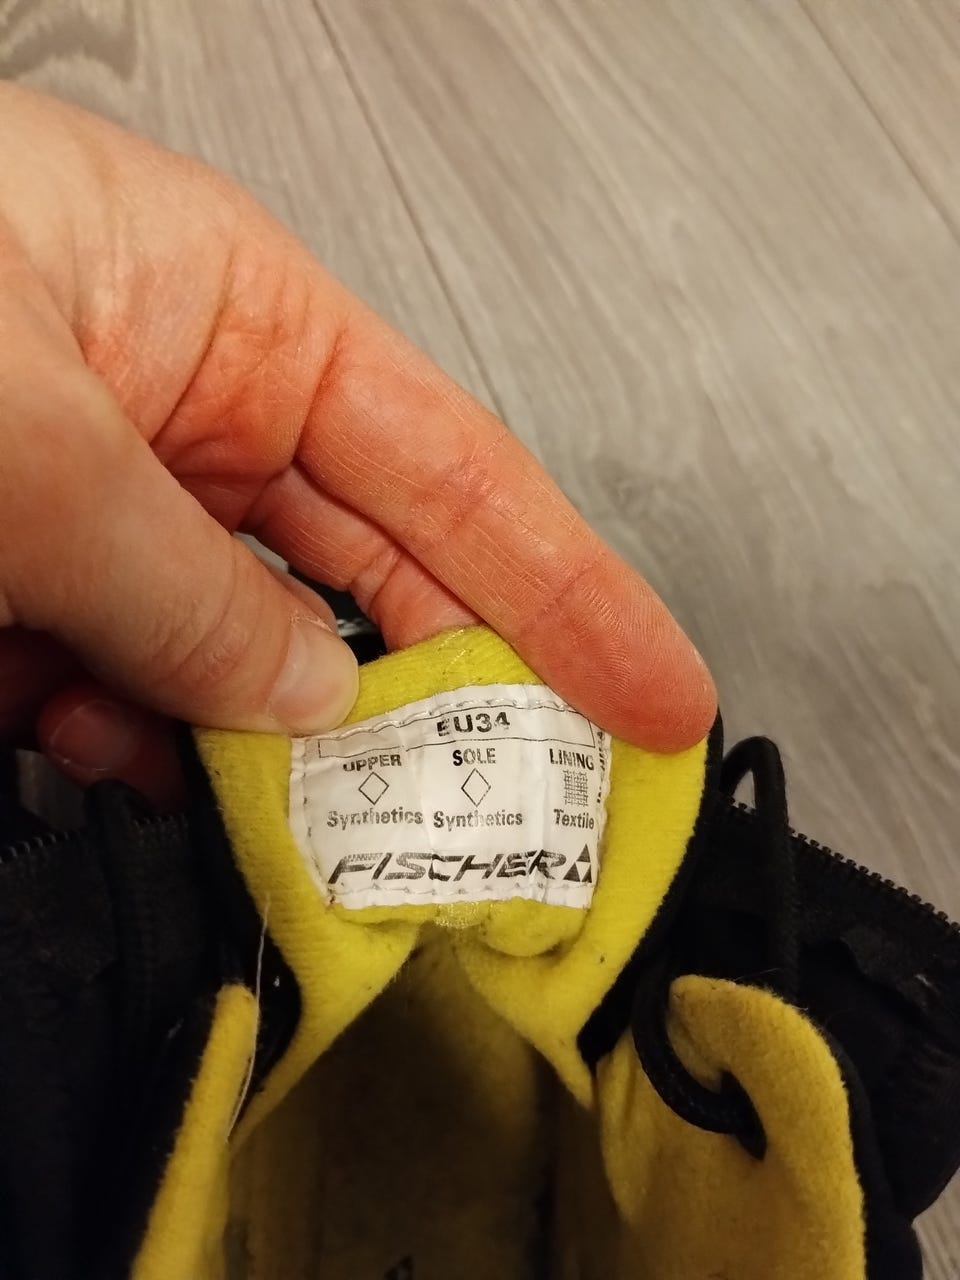 EU34
UPPER SOLE LINING
Synthetics Synthetics Textile
FISCHER